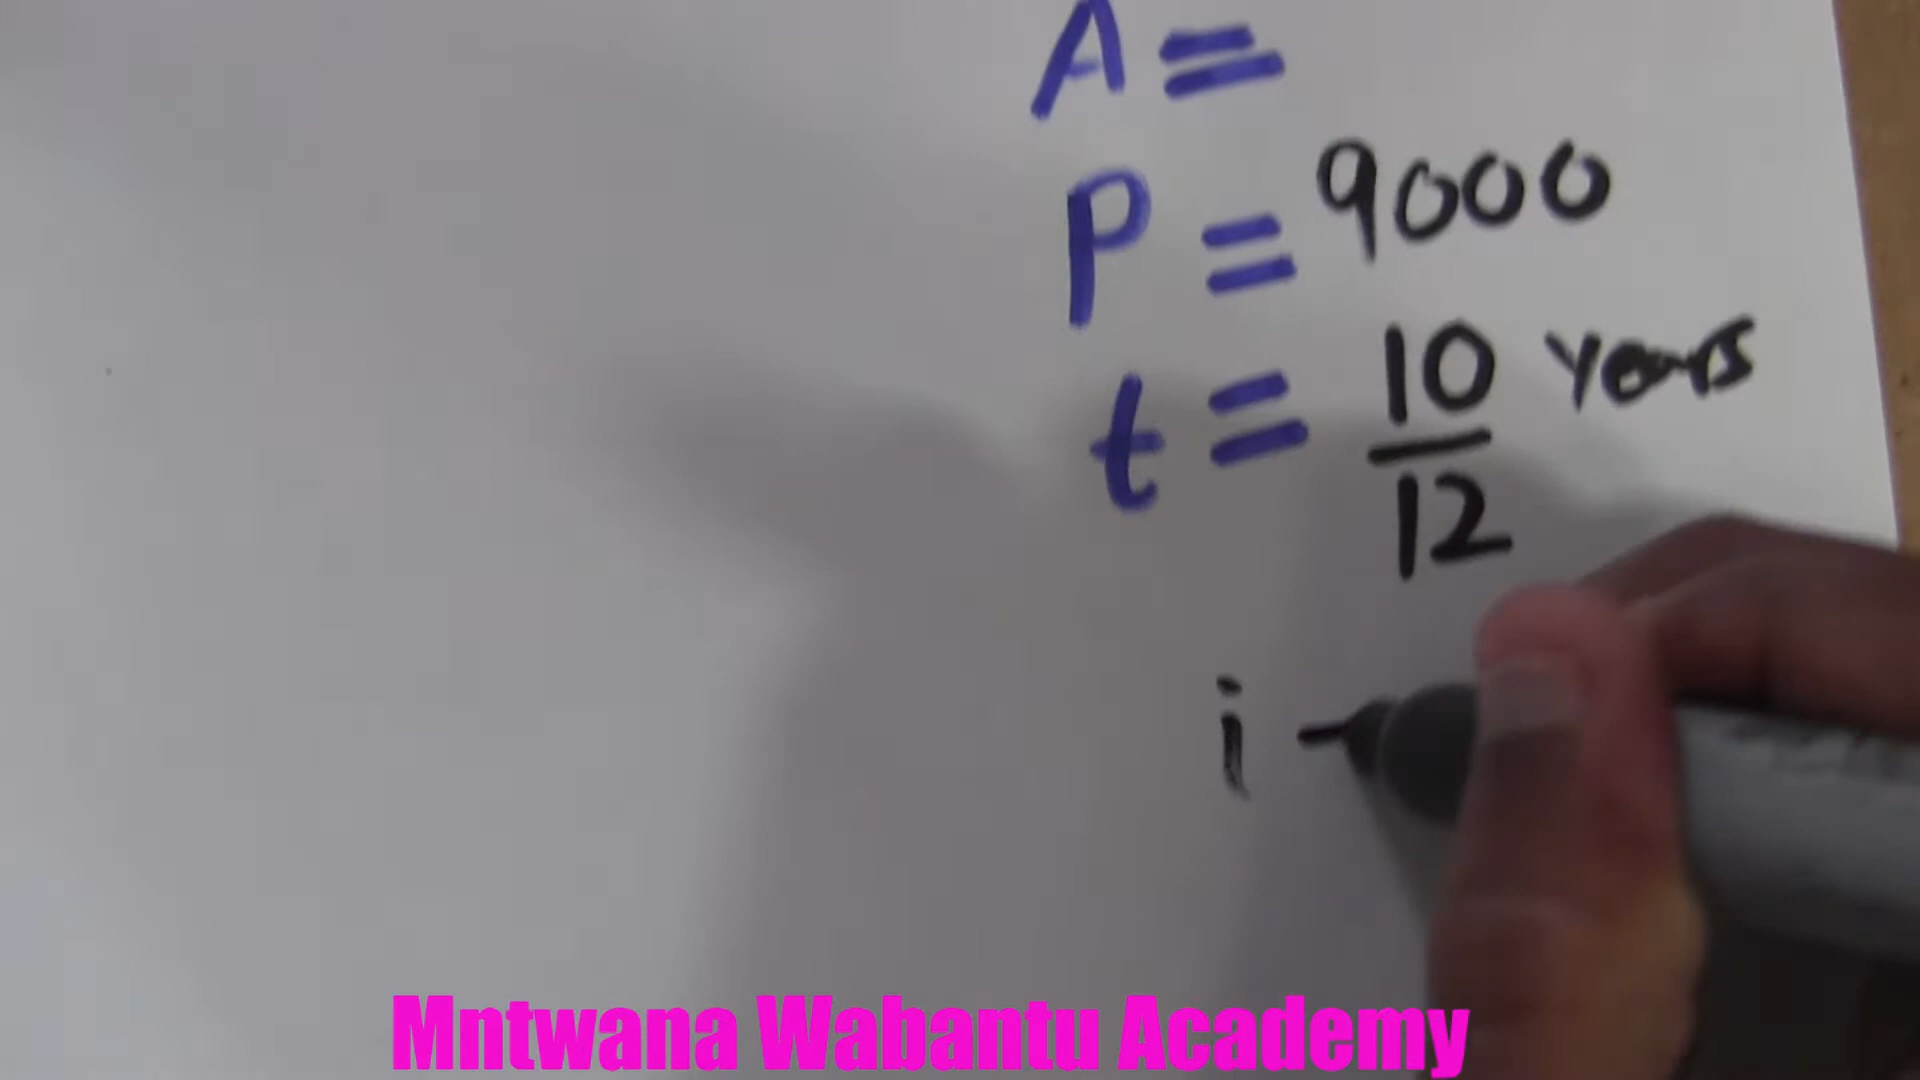 A =
P = 9000
t = 10/12 Years
i -
Mntwana Wabantu Academy